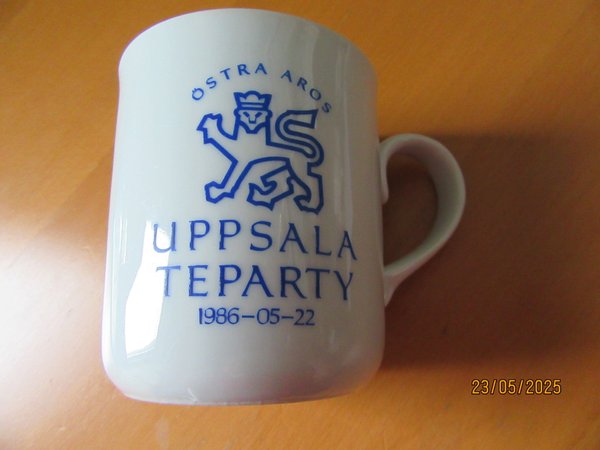 ÖSTRA AROS
UPPSALA
TEPARTY
1986-05-22
23/05/2025